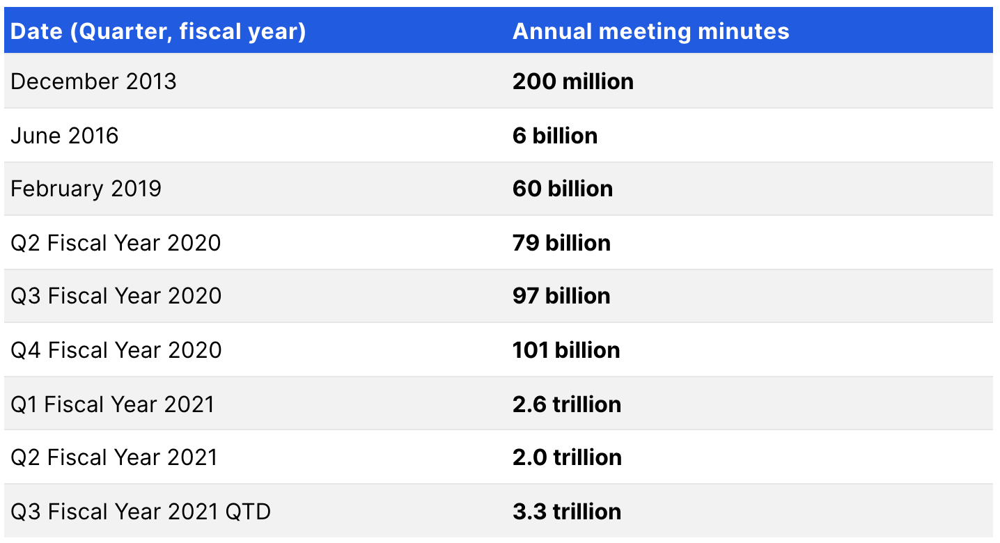 Date (Quarter, fiscal year) Annual meeting minutes
December 2013 200 million
June 2016 6 billion
February 2019 60 billion
Q2 Fiscal Year 2020 79 billion
Q3 Fiscal Year 2020 97 billion
Q4 Fiscal Year 2020 101 billion
Q1 Fiscal Year 2021 2.6 trillion
Q2 Fiscal Year 2021 2.0 trillion
Q3 Fiscal Year 2021 QTD 3.3 trillion